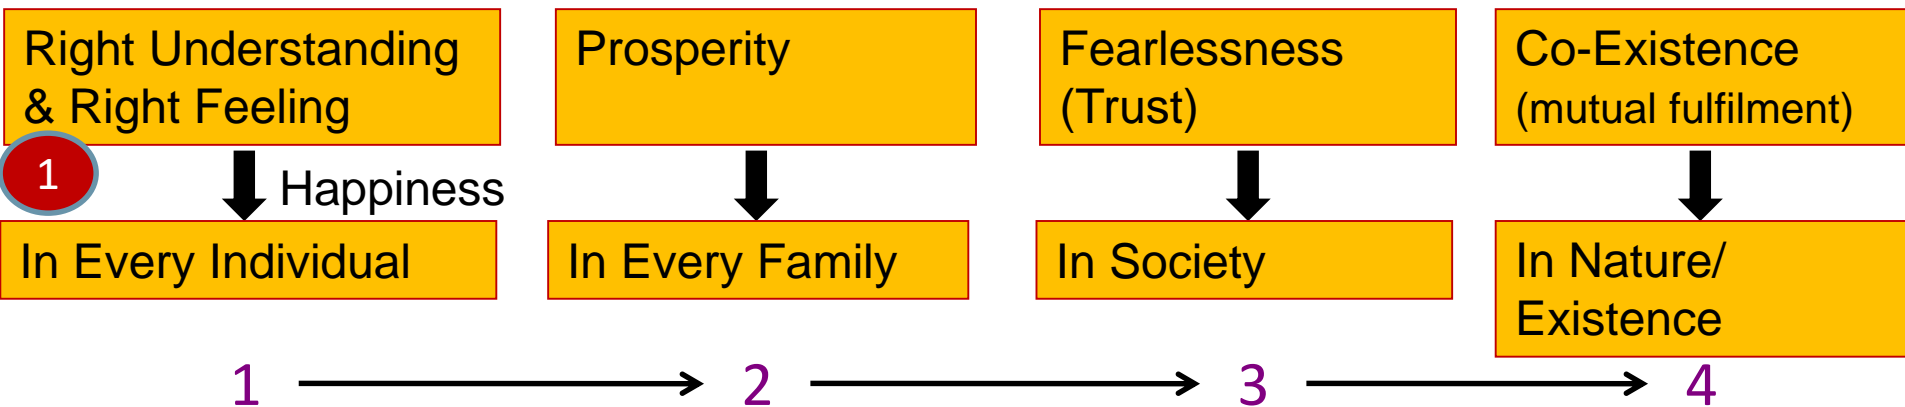 Right Understanding
& Right Feeling
Prosperity
Fearlessness
(Trust)
Co-Existence
(mutual fulfilment)
1
Happiness
In Every Individual
In Every Family
In Society
In Nature/
Existence
1
2
3
4